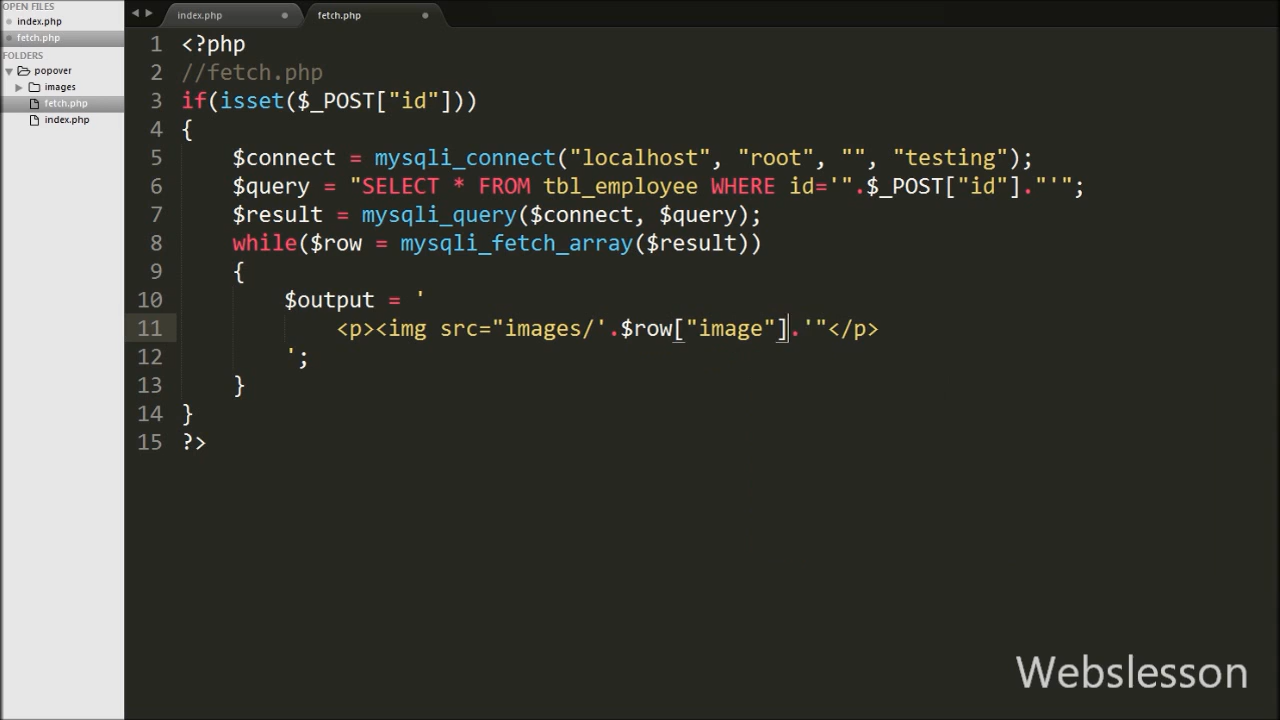 OPEN FILES
index.php
fetch.php
FOLDERS
popover
images
fetch.php
index.php
index.php
fetch.php
1 <?php
2 //fetch.php
3 if(isset($_POST["id"]))
4 {
5 $connect = mysqli_connect("localhost", "root", "", "testing");
6 $query = "SELECT * FROM tbl_employee WHERE id='".$_POST["id"]."'";
7 $result = mysqli_query($connect, $query);
8 while($row = mysqli_fetch_array($result))
9 {
10 $output = '
11 <p><img src="images/'.$row["image"].'"</p>
12 ';
13 }
14 }
15 ?>
Webslesson